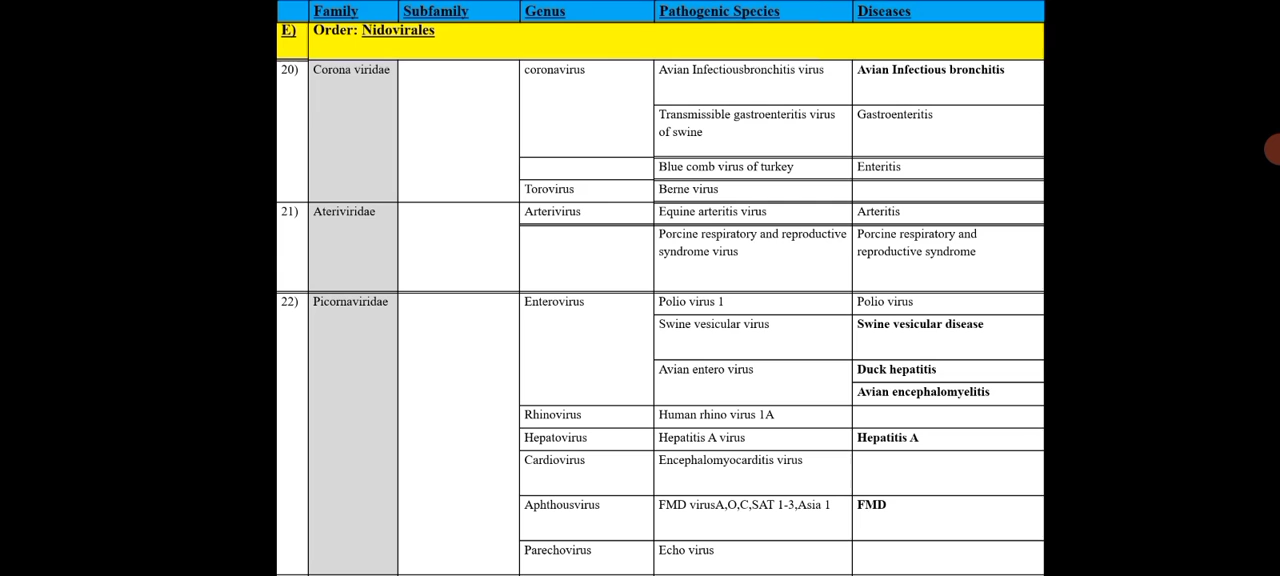 Family Subfamily Genus Pathogenic Species Diseases
E) Order: Nidovirales
20) Corona viridae coronavirus Avian Infectiousbronchitis virus Avian Infectious bronchitis
Transmissible gastroenteritis virus Gastroenteritis
of swine
Blue comb virus of turkey Enteritis
Torovirus Berne virus
21) Ateriviridae Arterivirus Equine arteritis virus Arteritis
Porcine respiratory and reproductive Porcine respiratory and
syndrome virus reproductive syndrome
22) Picornaviridae Enterovirus Polio virus 1 Polio virus
Swine vesicular virus Swine vesicular disease
Avian entero virus Duck hepatitis
Avian encephalomyelitis
Rhinovirus Human rhino virus 1A
Hepatovirus Hepatitis A virus Hepatitis A
Cardiovirus Encephalomyocarditis virus
Aphthousvirus FMD virusA,O,C,SAT 1-3,Asia 1 FMD
Parechovirus Echo virus